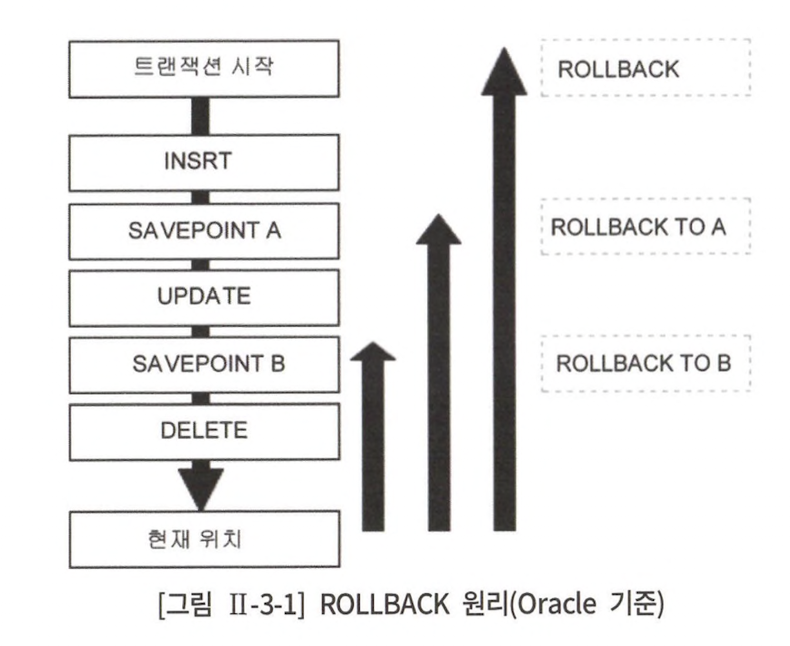 트랜잭션 시작
ROLLBACK
INSRT
SAVEPOINT A
ROLLBACK TO A
UPDATE
SAVEPOINT B
ROLLBACK TO B
DELETE
현재 위치
[그림 Ⅱ-3-1] ROLLBACK 원리(Oracle 기준)